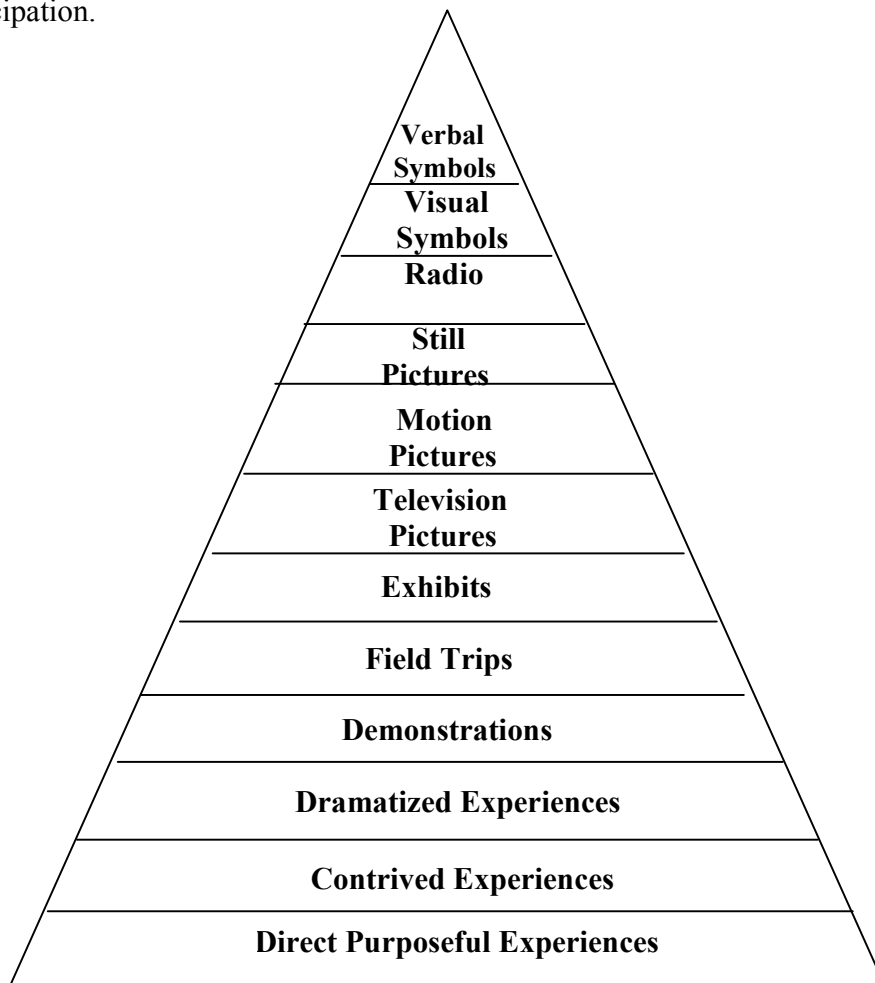 cipation.
Verbal
Symbols
Visual
Symbols
Radio
Still
Pictures
Motion
Pictures
Television
Pictures
Exhibits
Field Trips
Demonstrations
Dramatized Experiences
Contrived Experiences
Direct Purposeful Experiences